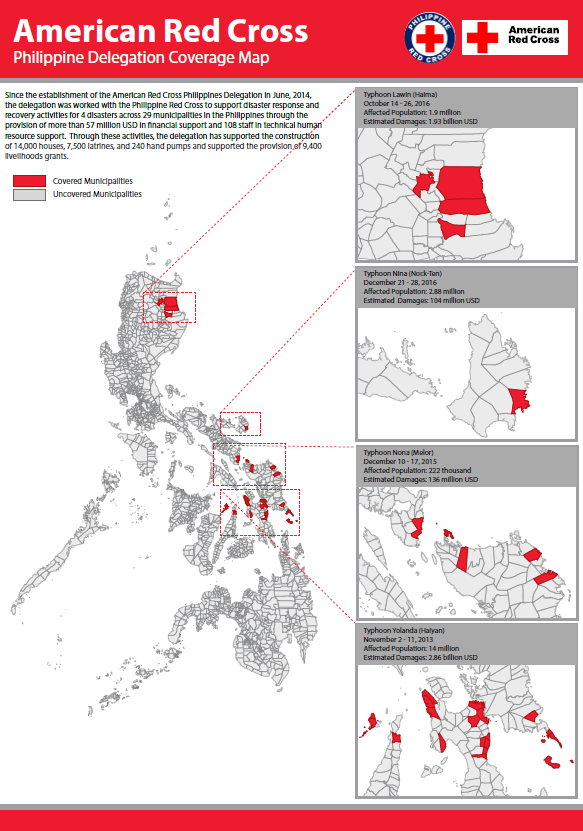 American Red Cross
Philippine Delegation Coverage Map
PHILIPPINE
RED CROSS
American
Red Cross
Since the establishment of the American Red Cross Philippines Delegation in June, 2014,
the delegation was worked with the Philippine Red Cross to support disaster response and
recovery activities for 4 disasters across 29 municipalities in the Philippines through the
provision of more than 57 million USD in financial support and 108 staff in technical human
resource support. Through these activities, the delegation has supported the construction
of 14,000 houses, 7,500 latrines, and 240 hand pumps and supported the provision of 9,400
livelihoods grants.
Covered Municipalities
Uncovered Municipalities
Typhoon Lawin (Haima)
October 14 - 26, 2016
Affected Population: 1.9 million
Estimated Damages: 1.93 billion USD
Typhoon Nina (Nock-Ten)
December 21 - 28, 2016
Affected Population: 2.88 million
Estimated Damages: 104 million USD
Typhoon Nona (Melor)
December 10 - 17, 2015
Affected Population: 222 thousand
Estimated Damages: 136 million USD
Typhoon Yolanda (Haiyan)
November 2 - 11, 2013
Affected Population: 14 million
Estimated Damages: 2.86 billion USD